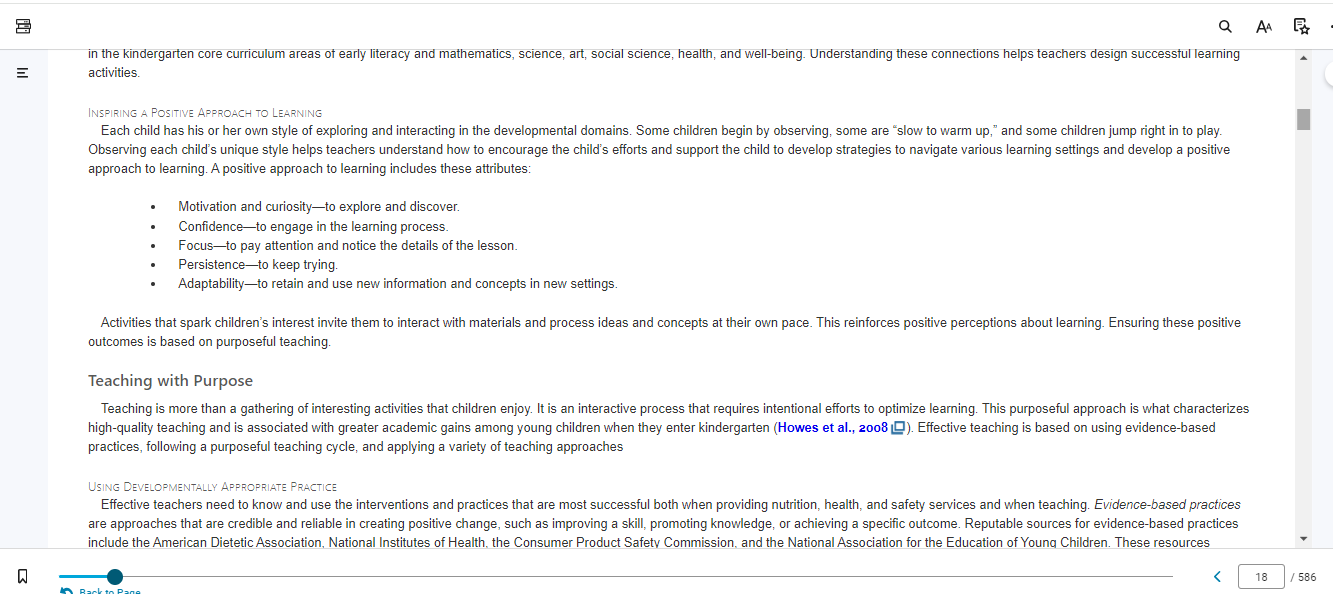 in the kindergarten core curriculum areas of early literacy and mathematics, science, art, social science, health, and well-being. Understanding these connections helps teachers design successful learning
activities.
INSPIRING A POSITIVE APPROACH TO LEARNING
Each child has his or her own style of exploring and interacting in the developmental domains. Some children begin by observing, some are “slow to warm up,” and some children jump right in to play.
Observing each child’s unique style helps teachers understand how to encourage the child’s efforts and support the child to develop strategies to navigate various learning settings and develop a positive
approach to learning. A positive approach to learning includes these attributes:
• Motivation and curiosity—to explore and discover.
• Confidence—to engage in the learning process.
• Focus—to pay attention and notice the details of the lesson.
• Persistence—to keep trying.
• Adaptability—to retain and use new information and concepts in new settings.
Activities that spark children’s interest invite them to interact with materials and process ideas and concepts at their own pace. This reinforces positive perceptions about learning. Ensuring these positive
outcomes is based on purposeful teaching.
Teaching with Purpose
Teaching is more than a gathering of interesting activities that children enjoy. It is an interactive process that requires intentional efforts to optimize learning. This purposeful approach is what characterizes
high-quality teaching and is associated with greater academic gains among young children when they enter kindergarten (Howes et al., 2008). Effective teaching is based on using evidence-based
practices, following a purposeful teaching cycle, and applying a variety of teaching approaches
USING DEVELOPMENTALLY APPROPRIATE PRACTICE
Effective teachers need to know and use the interventions and practices that are most successful both when providing nutrition, health, and safety services and when teaching. Evidence-based practices
are approaches that are credible and reliable in creating positive change, such as improving a skill, promoting knowledge, or achieving a specific outcome. Reputable sources for evidence-based practices
include the American Dietetic Association, National Institutes of Health, the Consumer Product Safety Commission, and the National Association for the Education of Young Children. These resources
18 / 586
Back to Page